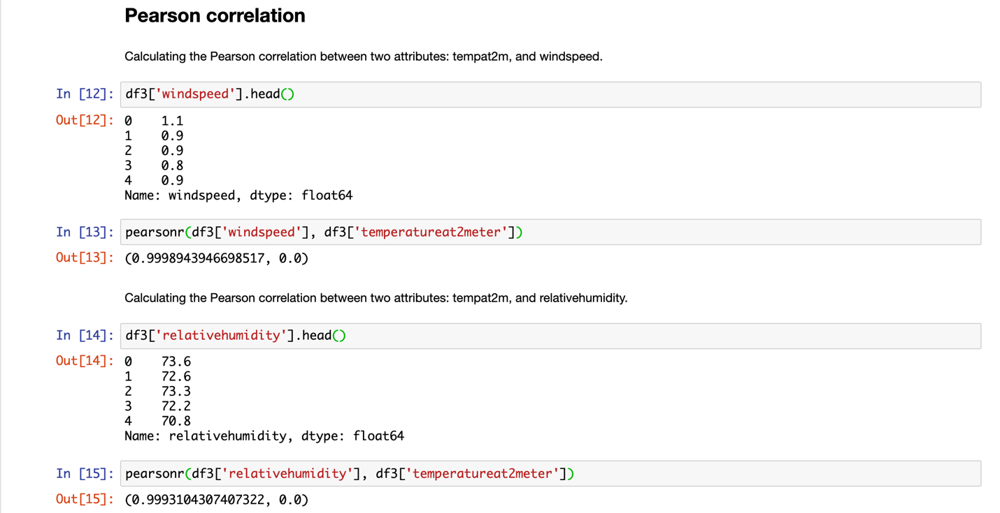 Pearson correlation
Calculating the Pearson correlation between two attributes: tempat2m, and windspeed.
In [12]: df3['windspeed'].head()
Out[12]: 0    1.1
1    0.9
2    0.9
3    0.8
4    0.9
Name: windspeed, dtype: float64
In [13]: pearsonr(df3['windspeed'], df3['temperatureat2meter'])
Out[13]: (0.9998943946698517, 0.0)
Calculating the Pearson correlation between two attributes: tempat2m, and relativehumidity.
In [14]: df3['relativehumidity'].head()
Out[14]: 0    73.6
1    72.6
2    73.3
3    72.2
4    70.8
Name: relativehumidity, dtype: float64
In [15]: pearsonr(df3['relativehumidity'], df3['temperatureat2meter'])
Out[15]: (0.9993104307407322, 0.0)